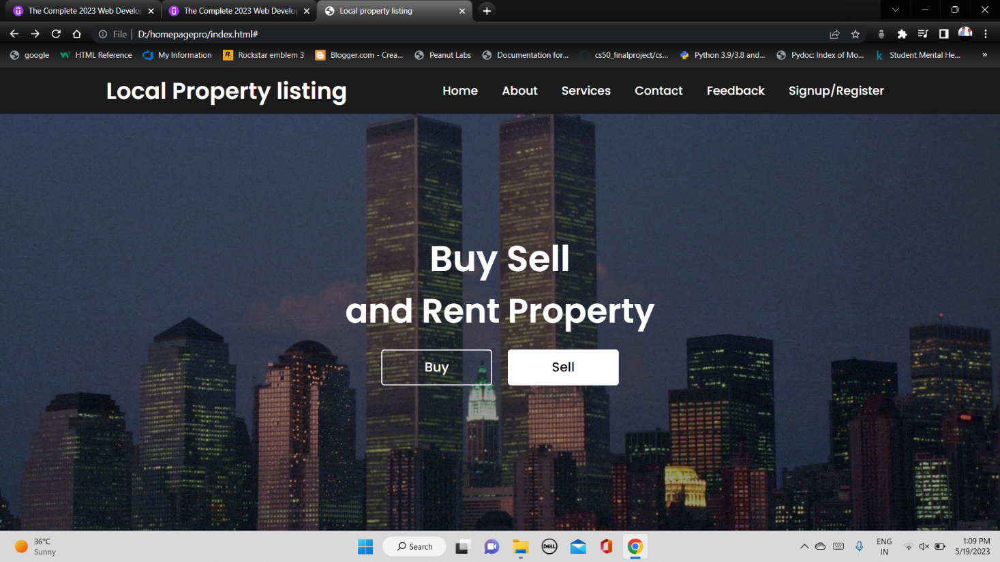 The Complete 2023 Web Develop
The Complete 2023 Web Develop
Local property listing
File | D:/homepagepro/index.html#
google
HTML Reference
My Information
Rockstar emblem 3
Blogger.com - Crea...
Peanut Labs
Documentation for...
cs50_finalproject/cs...
Python 3.9/3.8 and...
Pydoc: Index of Mo...
Student Mental He...
»
Local Property listing
Home
About
Services
Contact
Feedback
Signup/Register
Buy Sell
and Rent Property
Buy
Sell
36°C
Sunny
Search
DELL
ENG
IN
1:09 PM
5/19/2023